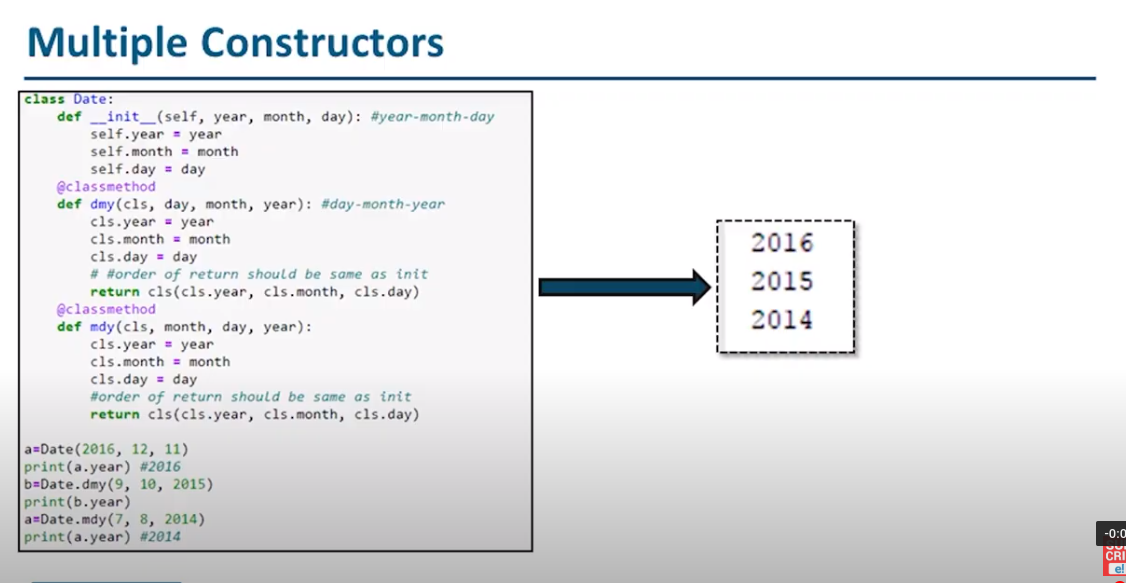 Multiple Constructors
class Date:
    def __init__(self, year, month, day): #year-month-day
        self.year = year
        self.month = month
        self.day = day
    @classmethod
    def dmy(cls, day, month, year): #day-month-year
        cls.year = year
        cls.month = month
        cls.day = day
        # #order of return should be same as init
        return cls(cls.year, cls.month, cls.day)
    @classmethod
    def mdy(cls, month, day, year):
        cls.year = year
        cls.month = month
        cls.day = day
        #order of return should be same as init
        return cls(cls.year, cls.month, cls.day)
a=Date(2016, 12, 11)
print(a.year) #2016
b=Date.dmy(9, 10, 2015)
print(b.year)
a=Date.mdy(7, 8, 2014)
print(a.year) #2014
2016
2015
2014
-0:0
CRI
e!